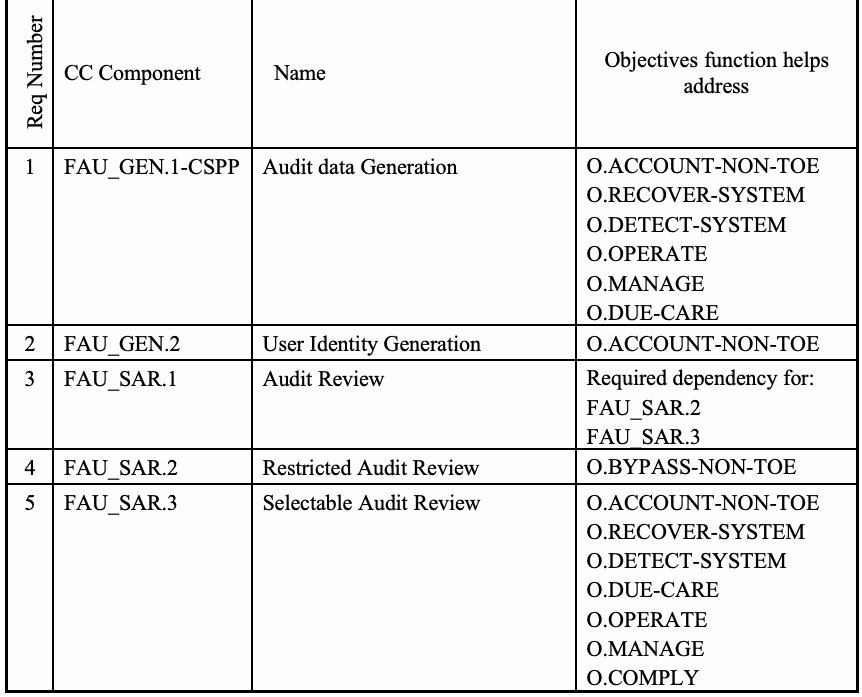 Req Number
CC Component
Name
Objectives function helps
address
1
FAU_GEN.1-CSPP
Audit data Generation
O.ACCOUNT-NON-TOE
O.RECOVER-SYSTEM
O.DETECT-SYSTEM
O.OPERATE
O.MANAGE
O.DUE-CARE
2
FAU_GEN.2
User Identity Generation
O.ACCOUNT-NON-TOE
3
FAU_SAR.1
Audit Review
Required dependency for:
FAU_SAR.2
FAU_SAR.3
4
FAU_SAR.2
Restricted Audit Review
O.BYPASS-NON-TOE
5
FAU_SAR.3
Selectable Audit Review
O.ACCOUNT-NON-TOE
O.RECOVER-SYSTEM
O.DETECT-SYSTEM
O.DUE-CARE
O.OPERATE
O.MANAGE
O.COMPLY